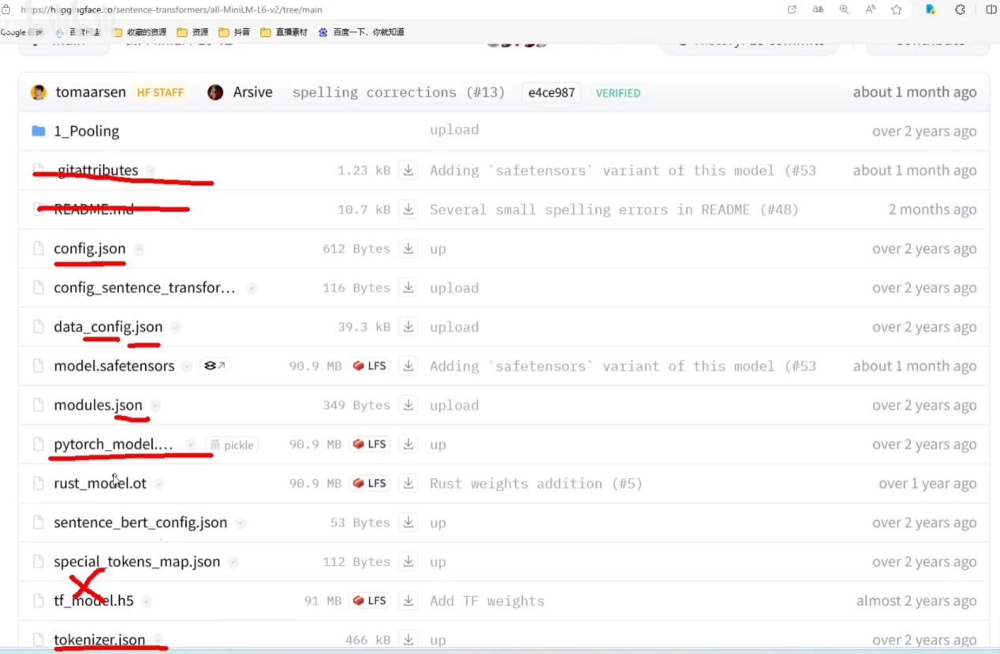 https://huggingface.co/sentence-transformers/all-MiniLM-L6-v2/tree/main
Google 收藏的资源 资源 抖音 直播素材 百度一下，你就知道
tomaarsen HF STAFF Arsive spelling corrections (#13) e4ce987 VERIFIED about 1 month ago
1_Pooling upload over 2 years ago
.gitattributes 1.23 kB Adding `safetensors` variant of this model (#53 about 1 month ago
README.md 10.7 kB Several small spelling errors in README (#48) 2 months ago
config.json 612 Bytes up over 2 years ago
config_sentence_transfor... 116 Bytes upload over 2 years ago
data_config.json 39.3 kB upload over 2 years ago
model.safetensors 90.9 MB LFS Adding `safetensors` variant of this model (#53 about 1 month ago
modules.json 349 Bytes upload over 2 years ago
pytorch_model.... pickle 90.9 MB LFS up over 2 years ago
rust_model.ot 90.9 MB LFS Rust weights addition (#5) over 1 year ago
sentence_bert_config.json 53 Bytes up over 2 years ago
special_tokens_map.json 112 Bytes up over 2 years ago
tf_model.h5 91 MB LFS Add TF weights almost 2 years ago
tokenizer.json 466 kB up over 2 years ago